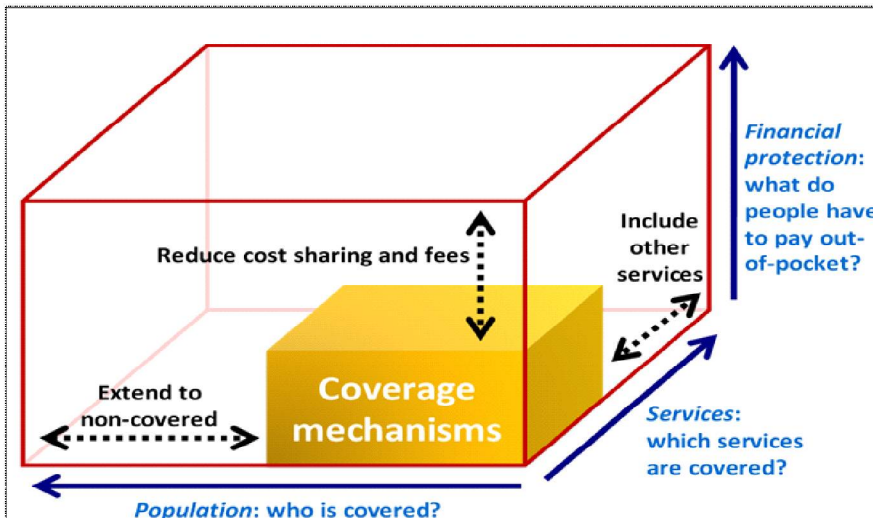 Financial
protection:
what do
people have
to pay out-
of-pocket?
Include
other
services
Reduce cost sharing and fees
Extend to
non-covered
Coverage
mechanisms
Services:
which services
are covered?
Population: who is covered?